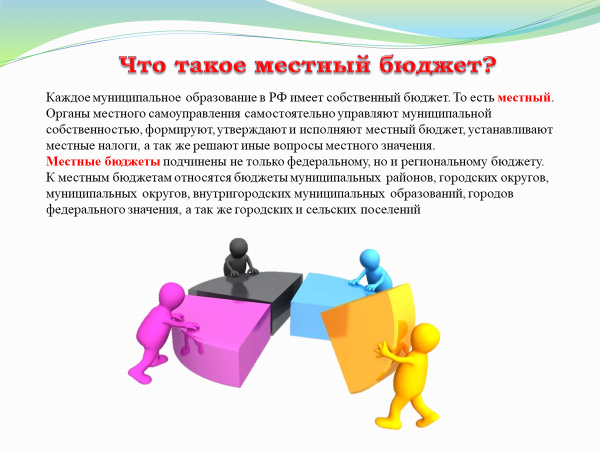 Что такое местный бюджет?
Каждое муниципальное образование в РФ имеет собственный бюджет. То есть местный.
Органы местного самоуправления самостоятельно управляют муниципальной
собственностью, формируют, утверждают и исполняют местный бюджет, устанавливают
местные налоги, а так же решают иные вопросы местного значения.
Местные бюджеты подчинены не только федеральному, но и региональному бюджету.
К местным бюджетам относятся бюджеты муниципальных районов, городских округов,
муниципальных округов, внутригородских муниципальных образований, городов
федерального значения, а так же городских и сельских поселений